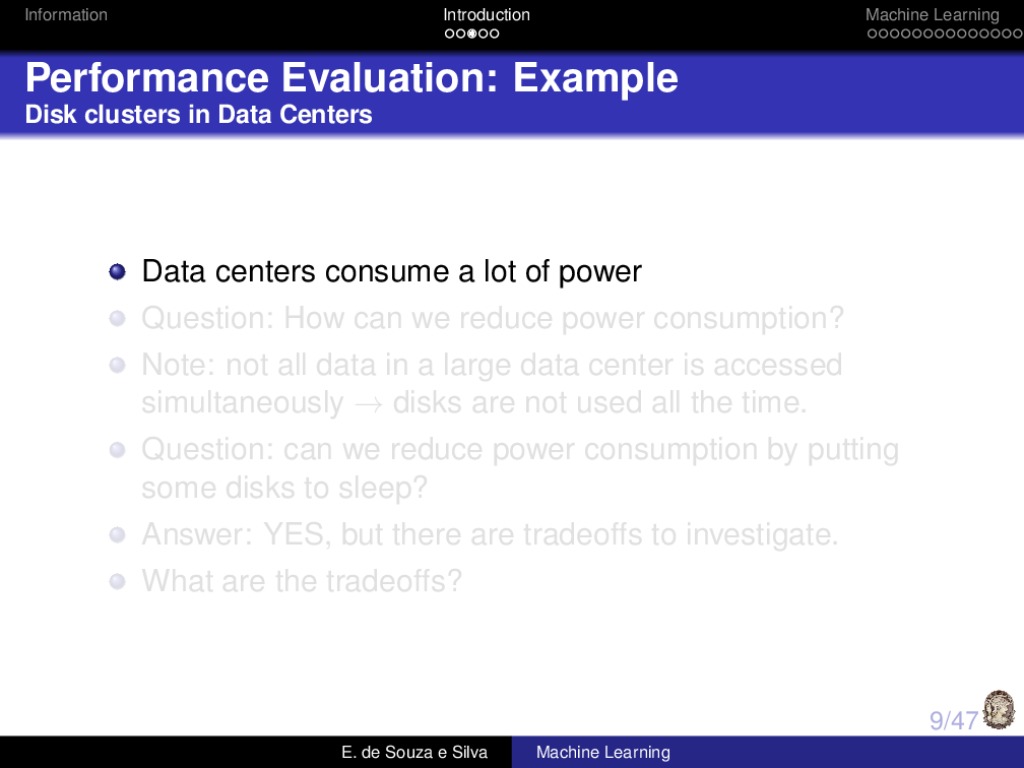 Information
Introduction
Machine Learning
Performance Evaluation: Example
Disk clusters in Data Centers
Data centers consume a lot of power
Question: How can we reduce power consumption?
Note: not all data in a large data center is accessed
simultaneously → disks are not used all the time.
Question: can we reduce power consumption by putting
some disks to sleep?
Answer: YES, but there are tradeoffs to investigate.
What are the tradeoffs?
9/47
E. de Souza e Silva
Machine Learning